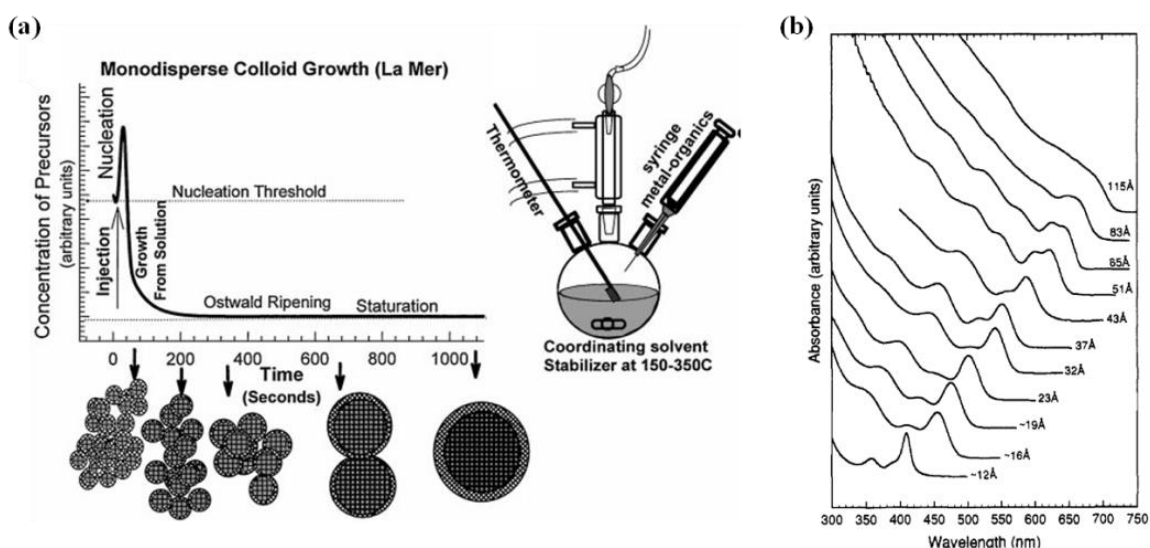 (a)
Monodisperse Colloid Growth (La Mer)
Concentration of Precursors
(arbitrary units)
Nucleation
Nucleation Threshold
Injection
Growth
From Solution
Ostwald Ripening
Staturation
0
200
400
600
800
1000
Time
(Seconds)
Thermometer
syringe
metal-organics
Coordinating solvent
Stabilizer at 150-350C
(b)
Absorbance (arbitrary units)
115Å
83Å
65Å
51Å
43Å
37Å
32Å
23Å
~19Å
~16Å
~12Å
300 350 400 450 500 550 600 650 700 750
Wavelength (nm)